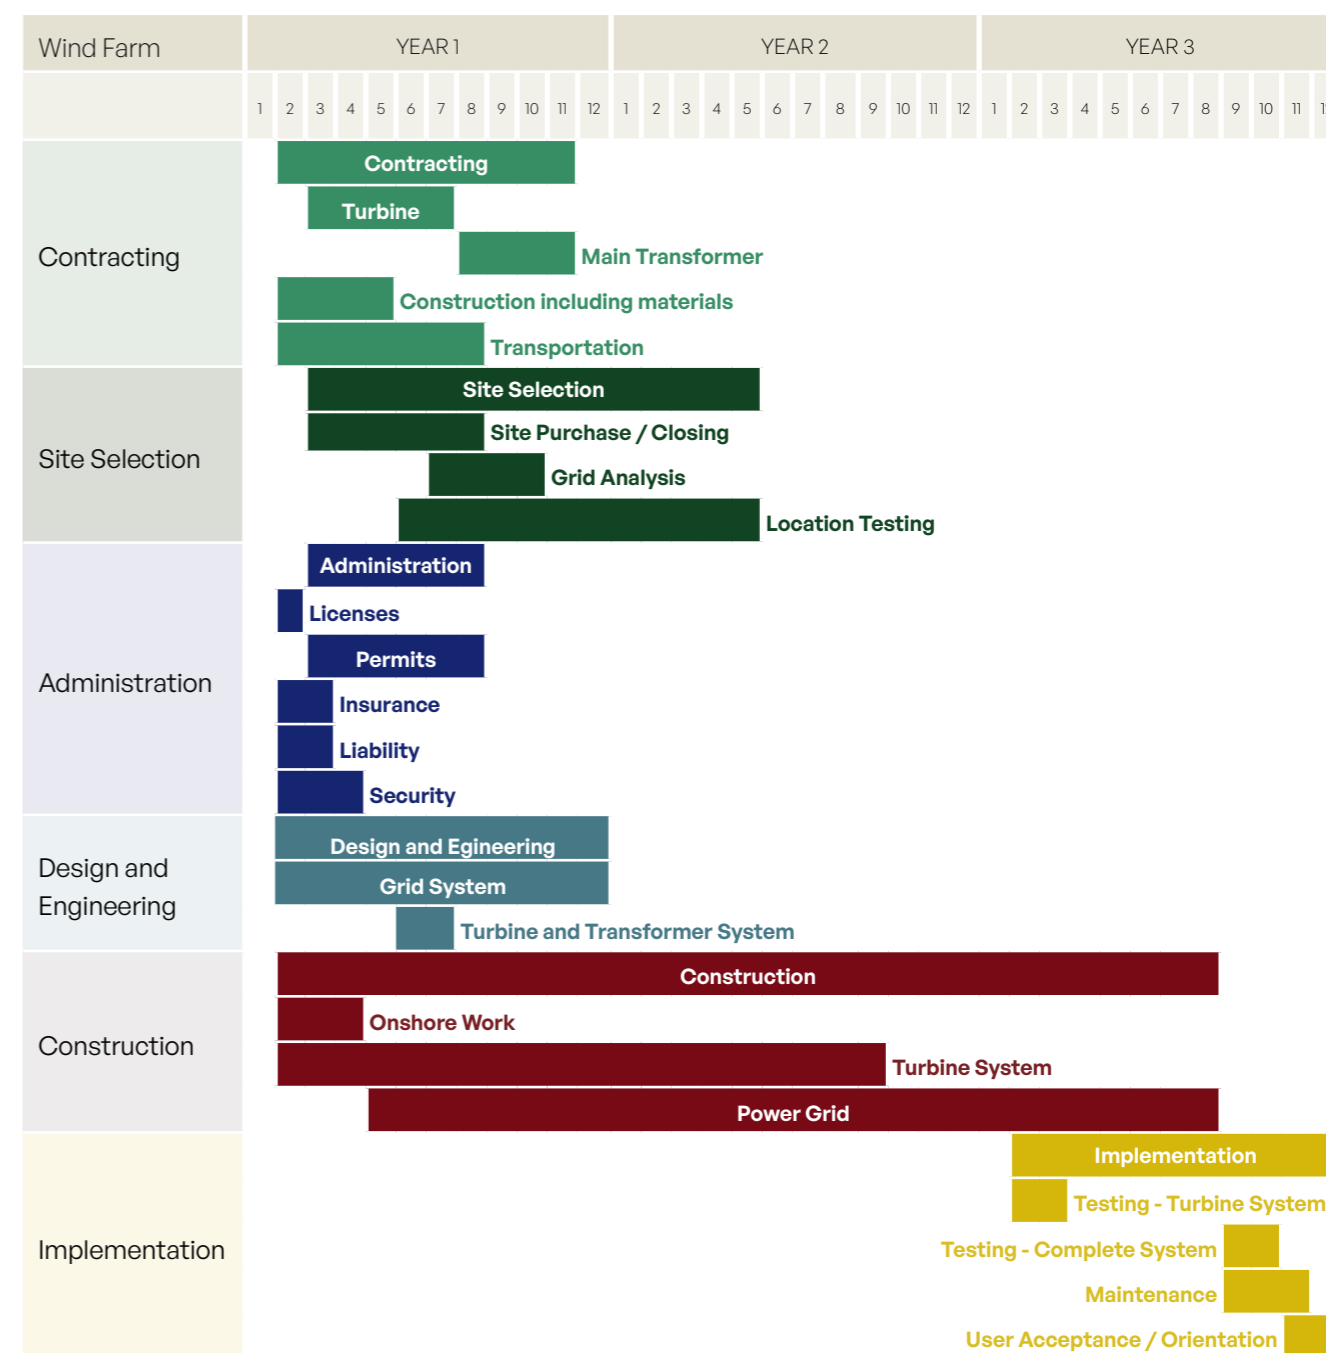 Wind Farm YEAR 1 YEAR 2 YEAR 3
1 2 3 4 5 6 7 8 9 10 11 12 1 2 3 4 5 6 7 8 9 10 11 12 1 2 3 4 5 6 7 8 9 10 11
Contracting
Contracting
Turbine
Main Transformer
Construction including materials
Transportation
Site Selection
Site Selection
Site Purchase / Closing
Grid Analysis
Location Testing
Administration
Administration
Licenses
Permits
Insurance
Liability
Security
Design and
Engineering
Design and Egineering
Grid System
Turbine and Transformer System
Construction
Construction
Onshore Work
Turbine System
Power Grid
Implementation
Implementation
Testing - Turbine System
Testing - Complete System
Maintenance
User Acceptance / Orientation